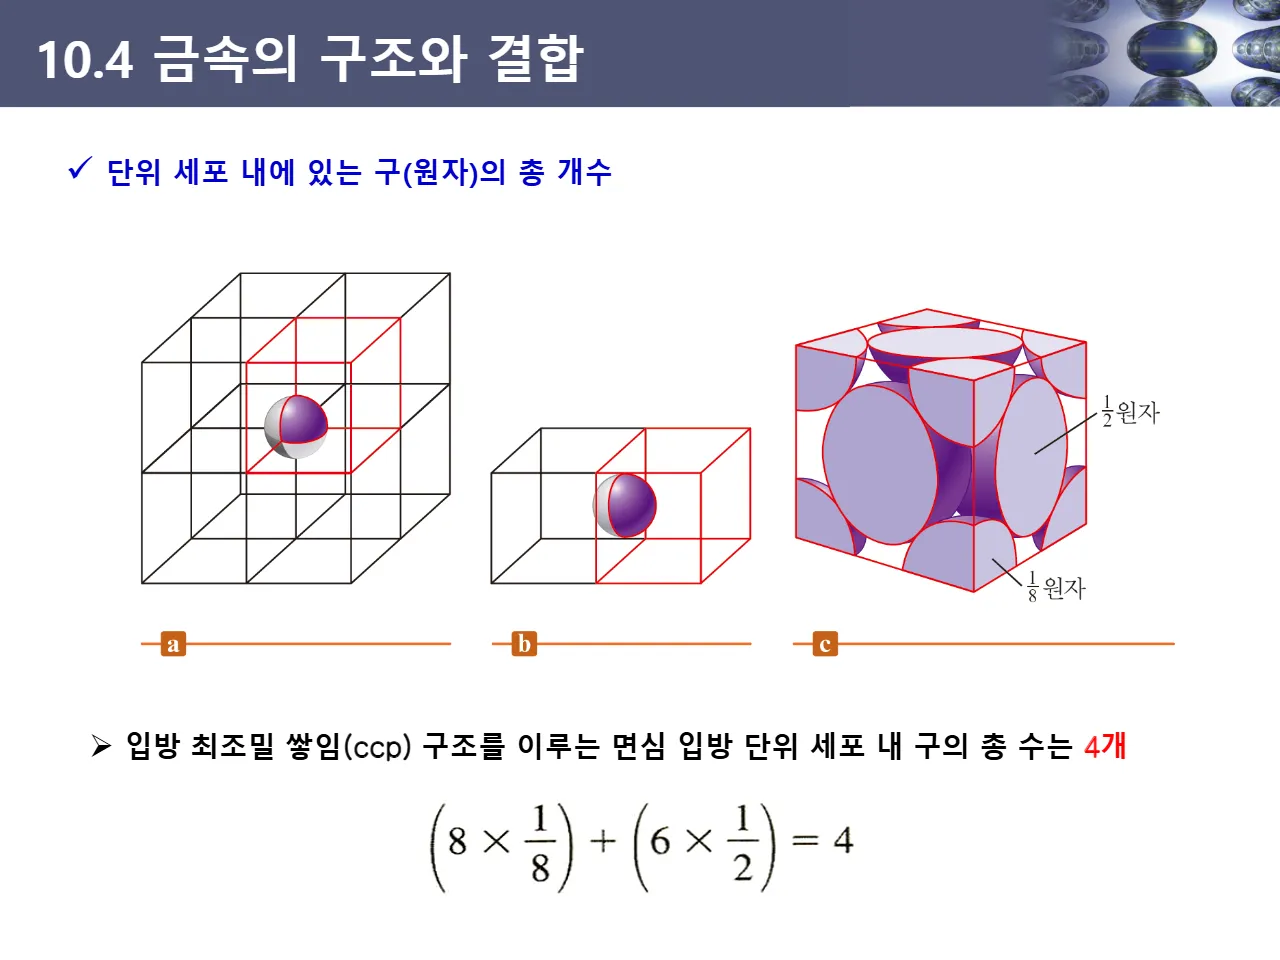 10.4 금속의 구조와 결합
✓ 단위 세포 내에 있는 구(원자)의 총 개수
1/2 원자
1/8 원자
a
b
c
➢ 입방 최조밀 쌓임(ccp) 구조를 이루는 면심 입방 단위 세포 내 구의 총 수는 4개
(8 × 1/8) + (6 × 1/2) = 4